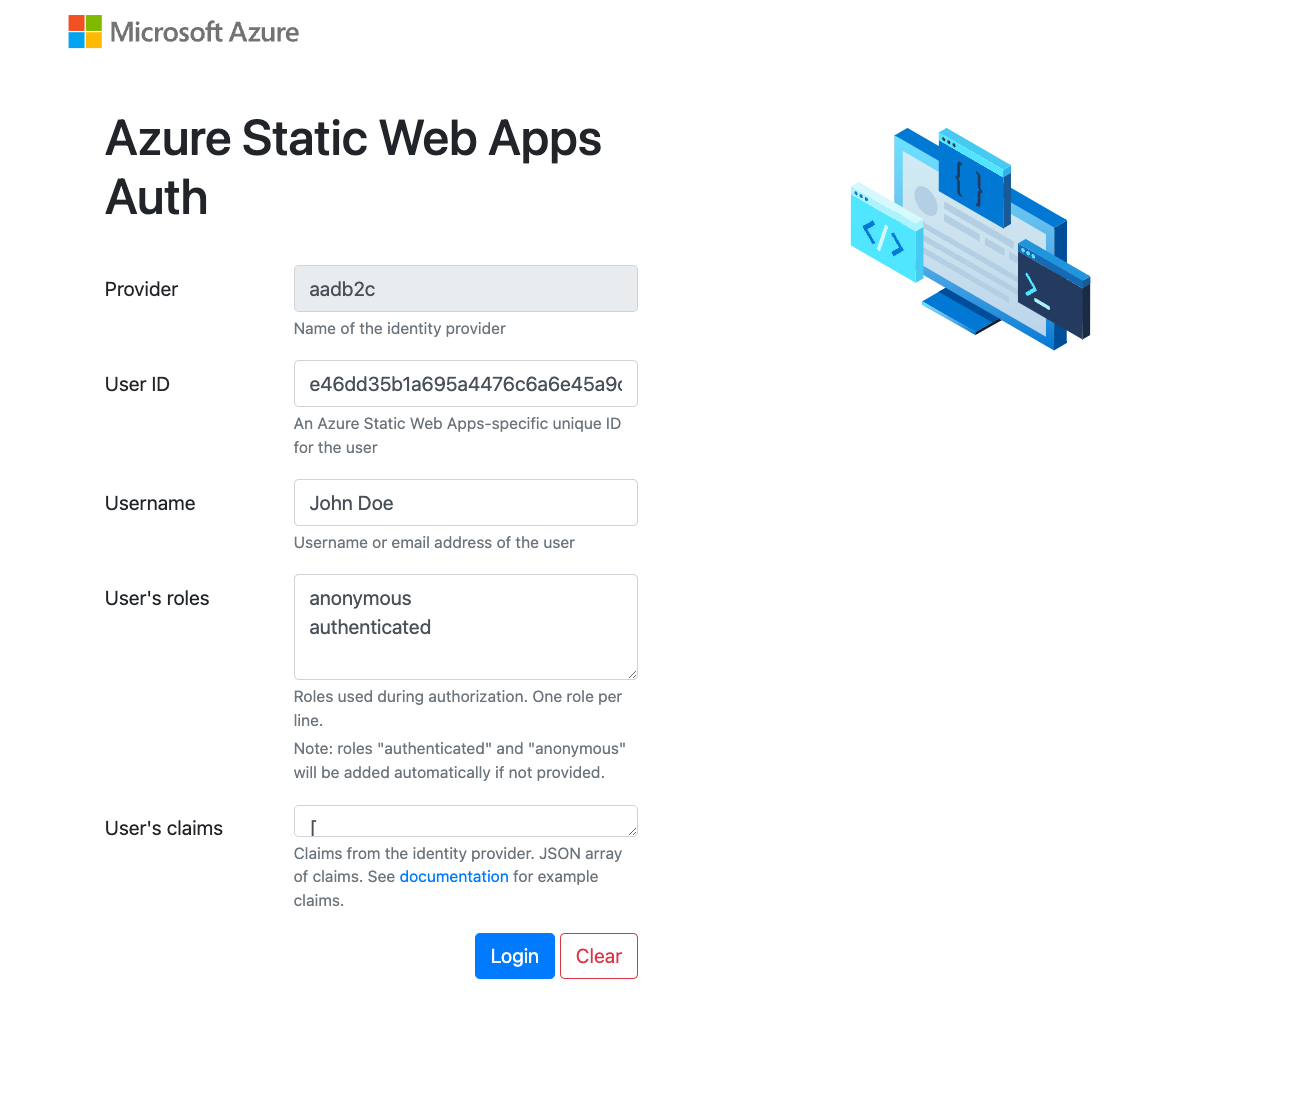 Microsoft Azure
Azure Static Web Apps
Auth
Provider
aadb2c
Name of the identity provider
User ID
e46dd35b1a695a4476c6a6e45a9c
An Azure Static Web Apps-specific unique ID
for the user
Username
John Doe
Username or email address of the user
User's roles
anonymous
authenticated
Roles used during authorization. One role per
line.
Note: roles "authenticated" and "anonymous"
will be added automatically if not provided.
User's claims
[
Claims from the identity provider. JSON array
of claims. See documentation for example
claims.
Login
Clear
{ }
</>
>_